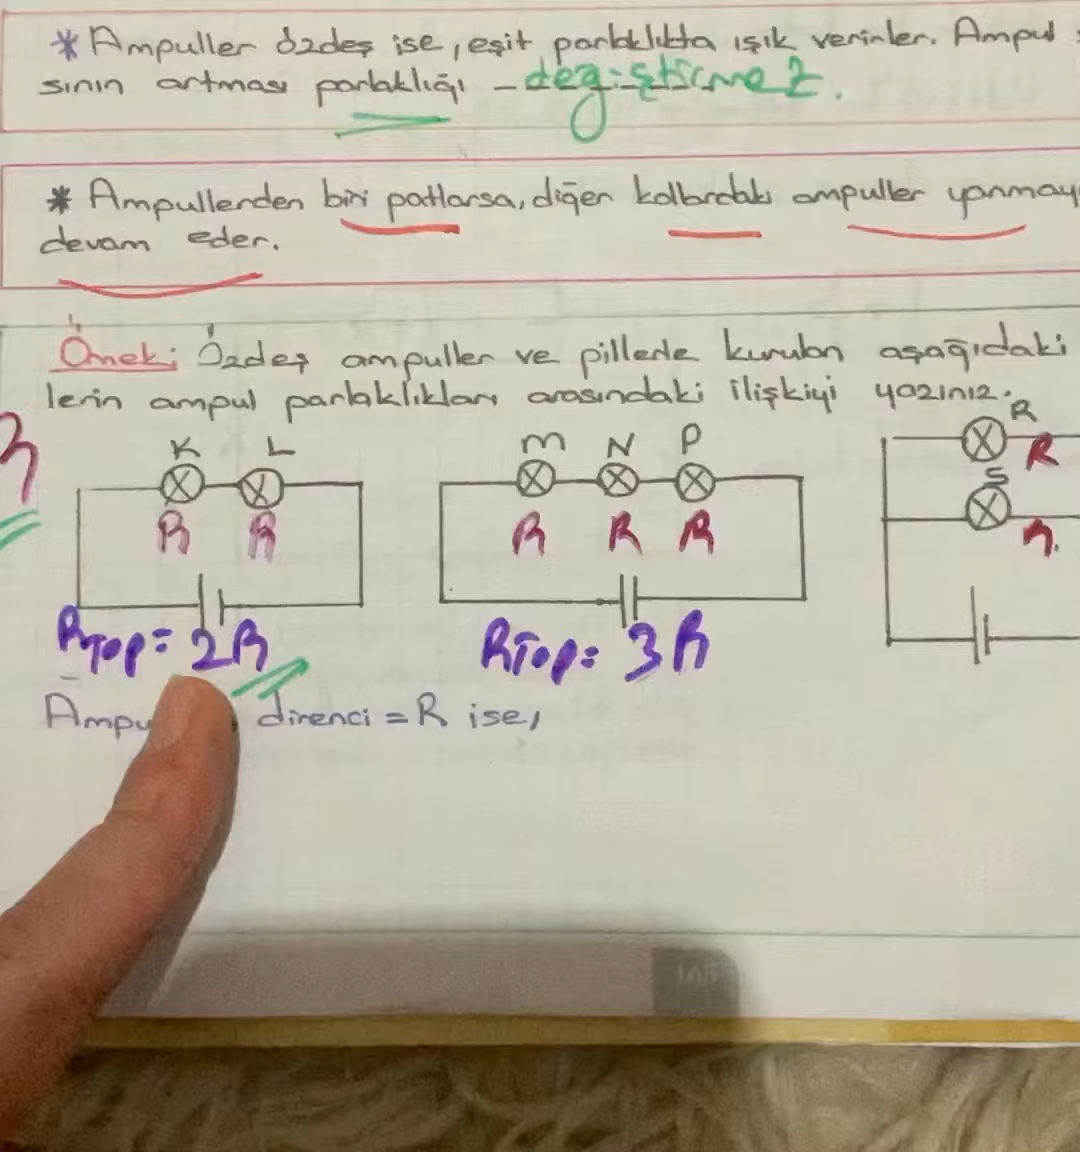 * Ampuller özdeş ise, eşit parlaklıkta ışık verirler. Ampul
sının artması parlaklığı değiştirmez.
* Ampullerden biri patlarsa, diğer kollardaki ampuller yanmay
devam eder.
Örnek: Özdeş ampuller ve pillerle kurulan aşağıdaki
lerin ampul parlaklıkları arasındaki ilişkiyi yazınız.
K L M N P R
R
S
R R R R R R
RTop= 2R RTop= 3R
Ampu direnci = R ise,